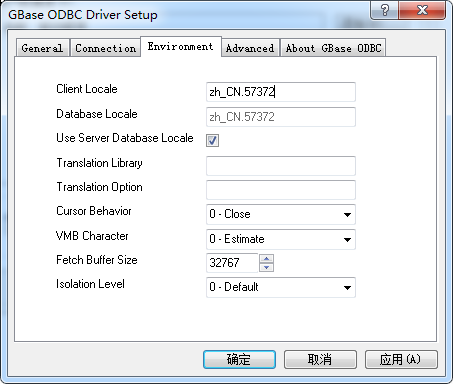 GBase ODBC Driver Setup
General Connection Environment Advanced About GBase ODBC
Client Locale zh_CN.57372
Database Locale zh_CN.57372
Use Server Database Locale
Translation Library
Translation Option
Cursor Behavior 0 - Close
VMB Character 0 - Estimate
Fetch Buffer Size 32767
Isolation Level 0 - Default
确定 取消 应用(A)